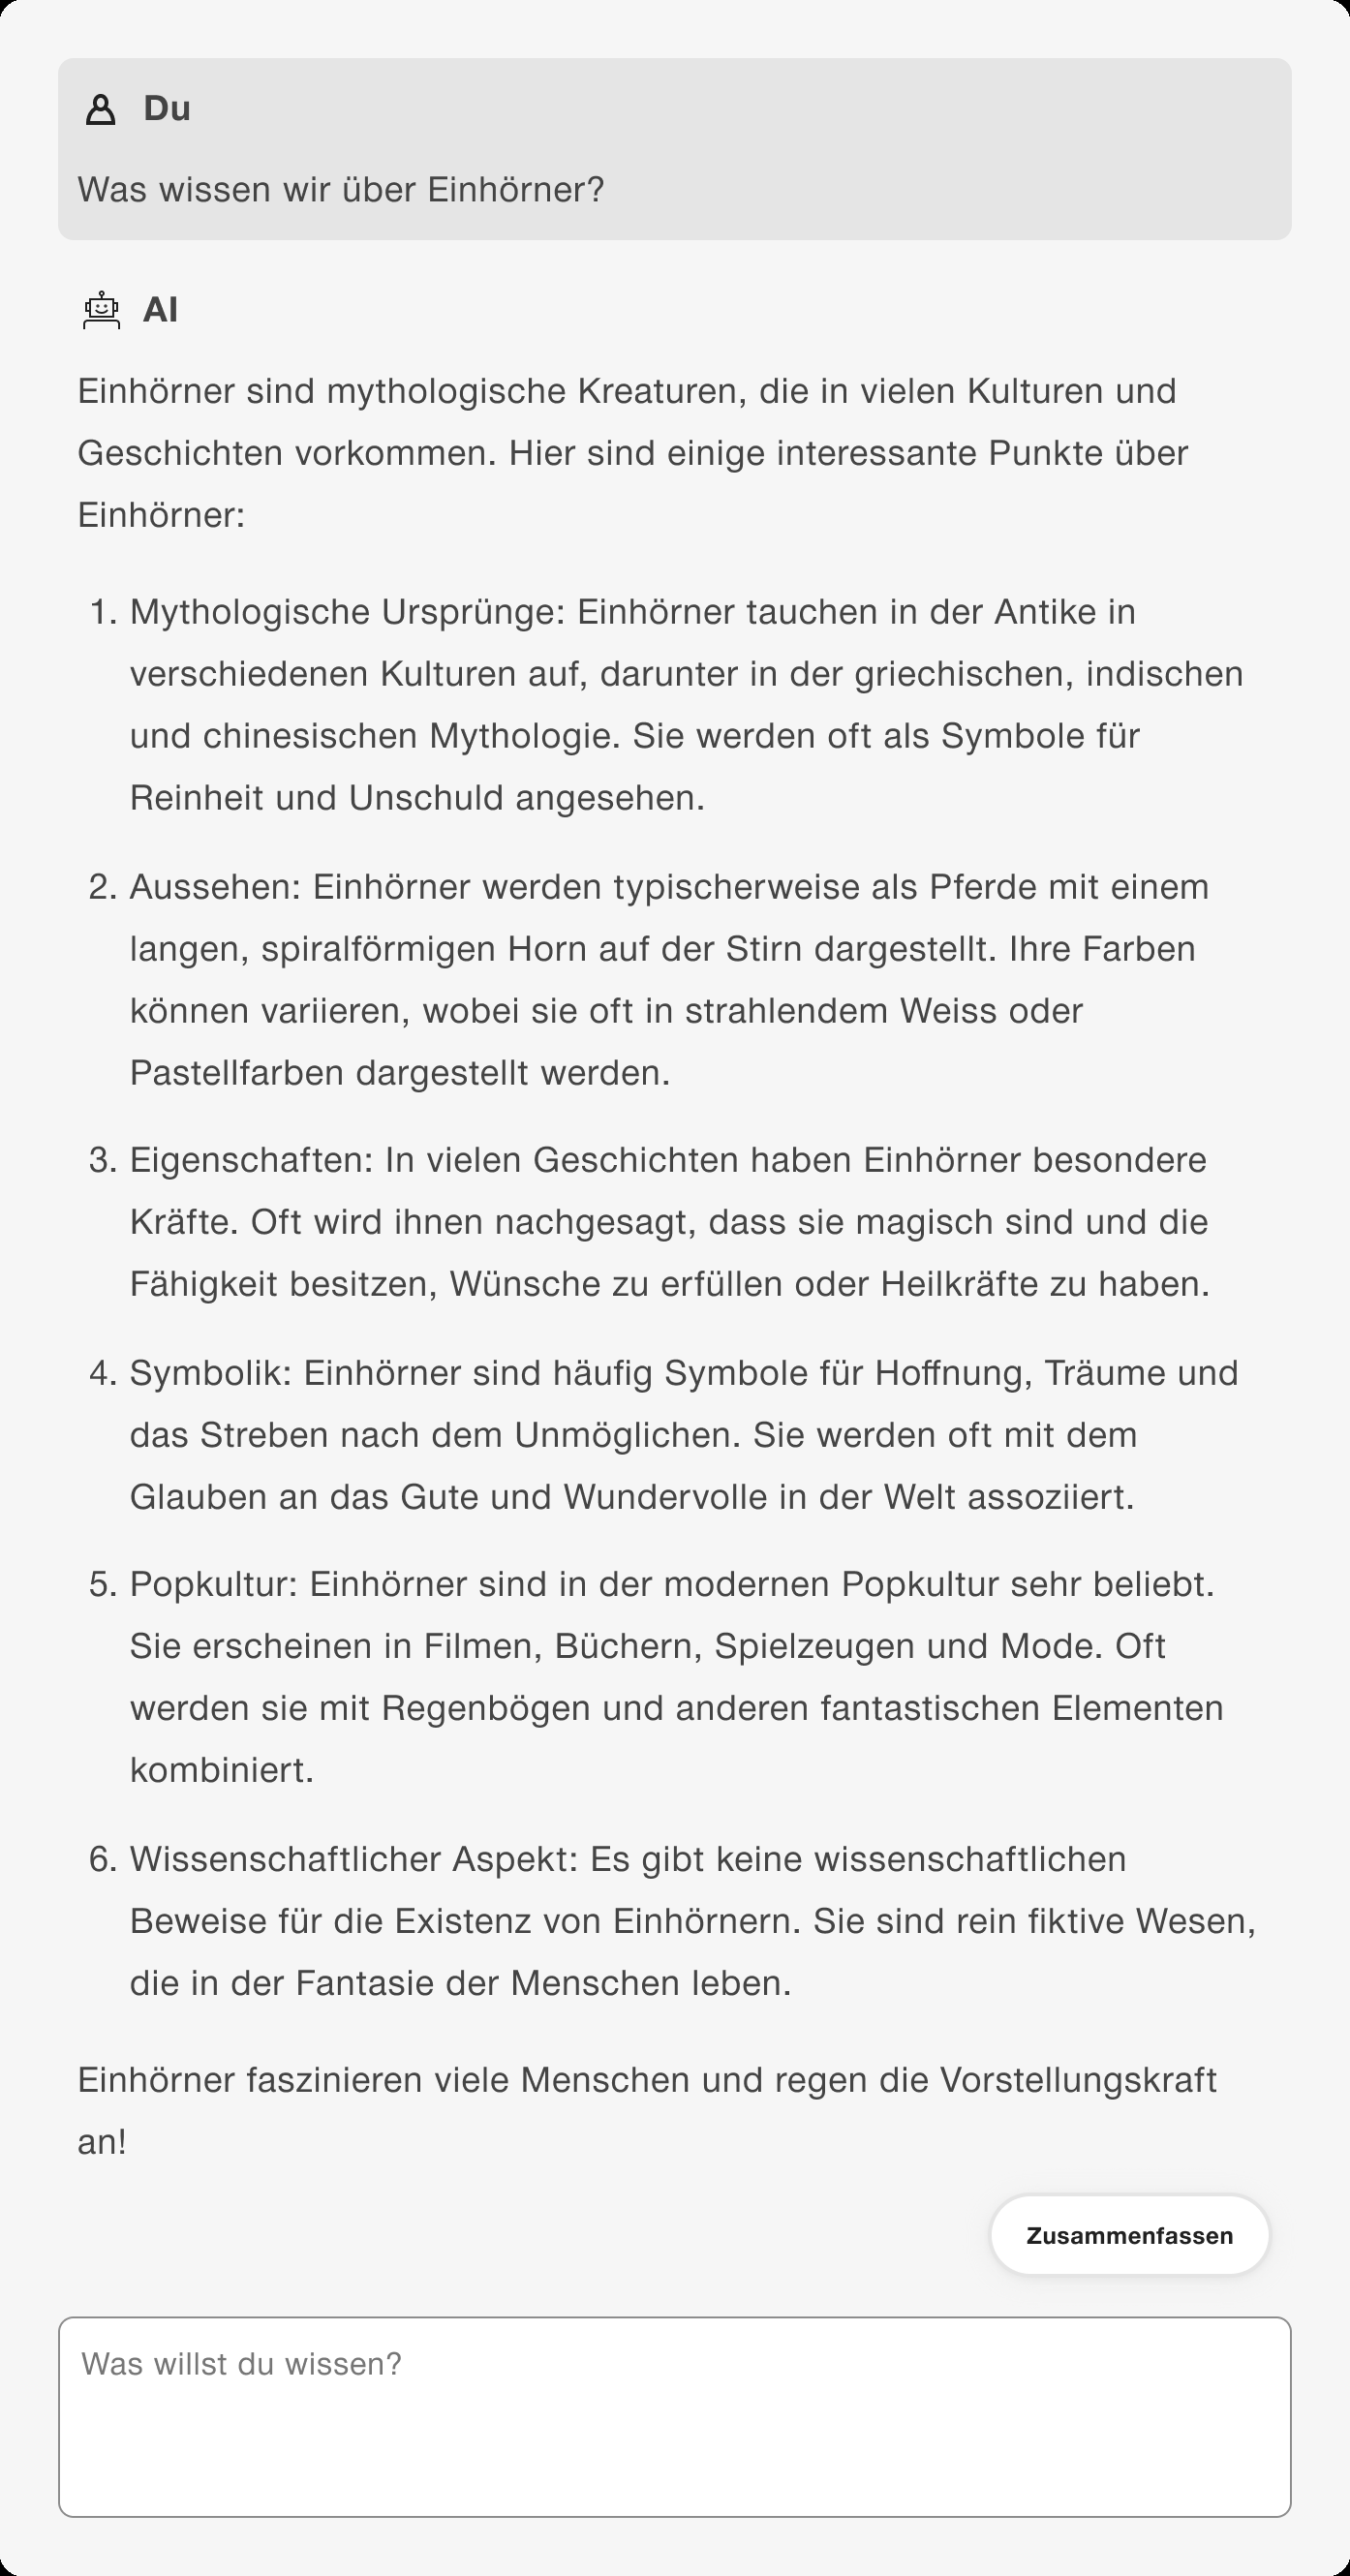 Du
Was wissen wir über Einhörner?
AI
Einhörner sind mythologische Kreaturen, die in vielen Kulturen und
Geschichten vorkommen. Hier sind einige interessante Punkte über
Einhörner:
1. Mythologische Ursprünge: Einhörner tauchen in der Antike in
verschiedenen Kulturen auf, darunter in der griechischen, indischen
und chinesischen Mythologie. Sie werden oft als Symbole für
Reinheit und Unschuld angesehen.
2. Aussehen: Einhörner werden typischerweise als Pferde mit einem
langen, spiralförmigen Horn auf der Stirn dargestellt. Ihre Farben
können variieren, wobei sie oft in strahlendem Weiss oder
Pastellfarben dargestellt werden.
3. Eigenschaften: In vielen Geschichten haben Einhörner besondere
Kräfte. Oft wird ihnen nachgesagt, dass sie magisch sind und die
Fähigkeit besitzen, Wünsche zu erfüllen oder Heilkräfte zu haben.
4. Symbolik: Einhörner sind häufig Symbole für Hoffnung, Träume und
das Streben nach dem Unmöglichen. Sie werden oft mit dem
Glauben an das Gute und Wundervolle in der Welt assoziiert.
5. Popkultur: Einhörner sind in der modernen Popkultur sehr beliebt.
Sie erscheinen in Filmen, Büchern, Spielzeugen und Mode. Oft
werden sie mit Regenbögen und anderen fantastischen Elementen
kombiniert.
6. Wissenschaftlicher Aspekt: Es gibt keine wissenschaftlichen
Beweise für die Existenz von Einhörnern. Sie sind rein fiktive Wesen,
die in der Fantasie der Menschen leben.
Einhörner faszinieren viele Menschen und regen die Vorstellungskraft
an!
Zusammenfassen
Was willst du wissen?